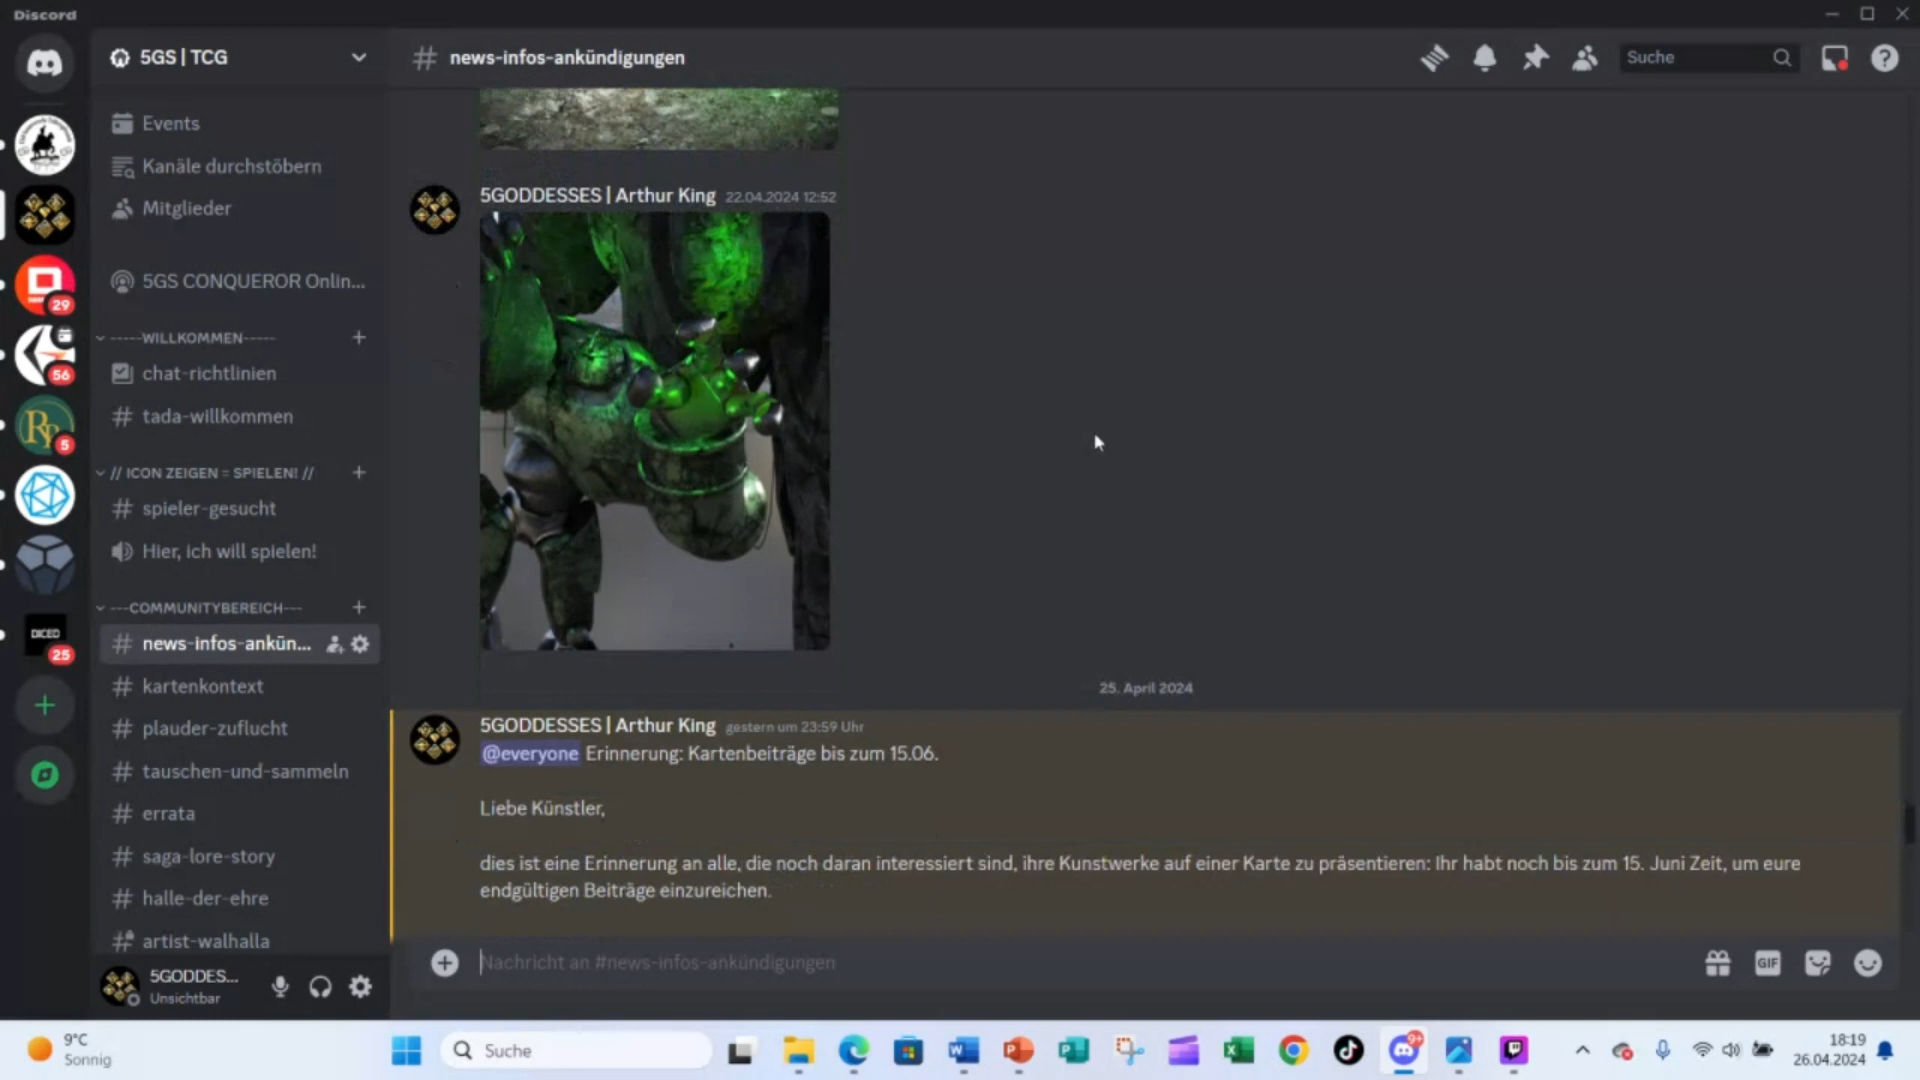 Discord
5GS | TCG
# news-infos-ankündigungen
Suche
Events
Kanäle durchstöbern
Mitglieder
5GS CONQUEROR Onlin...
-----WILLKOMMEN-----
chat-richtlinien
tada-willkommen
// ICON ZEIGEN = SPIELEN! //
spieler-gesucht
Hier, ich will spielen!
---COMMUNITYBEREICH---
news-infos-ankün...
kartenkontext
plauder-zuflucht
tauschen-und-sammeln
errata
saga-lore-story
halle-der-ehre
artist-walhalla
5GODDES...
Unsichtbar
29
56
5
DICED
25
5GODDESSES | Arthur King 22.04.2024 12:52
25. April 2024
5GODDESSES | Arthur King gestern um 23:59 Uhr
@everyone Erinnerung: Kartenbeiträge bis zum 15.06.
Liebe Künstler,
dies ist eine Erinnerung an alle, die noch daran interessiert sind, ihre Kunstwerke auf einer Karte zu präsentieren: Ihr habt noch bis zum 15. Juni Zeit, um eure
endgültigen Beiträge einzureichen.
Nachricht an #news-infos-ankündigungen
GIF
9°C
Sonnig
Suche
9+
18:19
26.04.2024